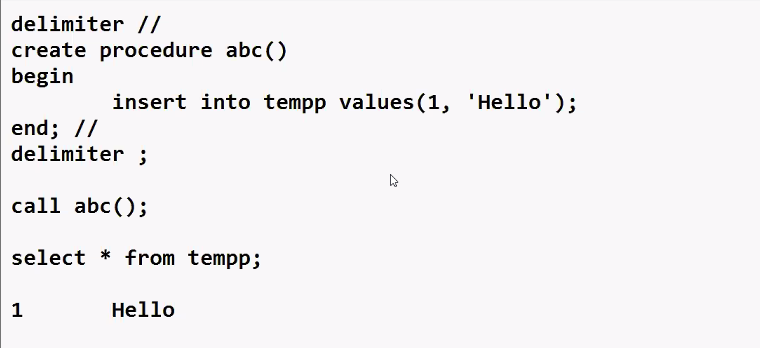 delimiter //
create procedure abc()
begin
        insert into tempp values(1, 'Hello');
end; //
delimiter ;
call abc();
select * from tempp;
1       Hello